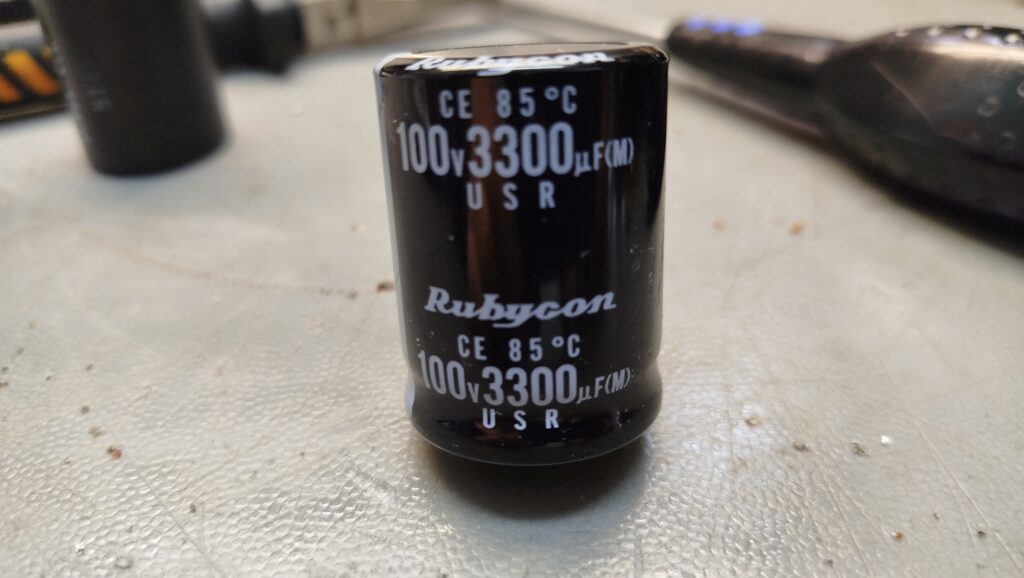 Rubycon
CE 85°C
100V3300µF(M)
USR
Rubycon
CE 85°C
100V3300µF(M)
USR